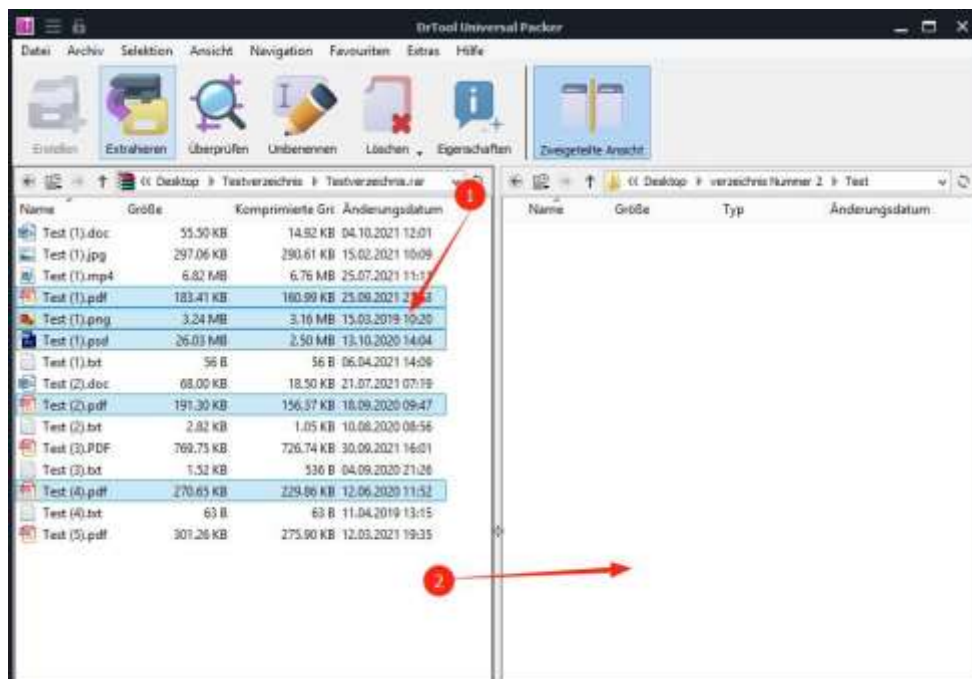 DrTool Universal Packer
Datei Archiv Selektion Ansicht Navigation Favouriten Extras Hilfe
Erstellen Extrahieren Überprüfen Umbenennen Löschen Eigenschaften Zweigeteilte Ansicht
Desktop Testverzeichnis Testverzeichnis.rar
Desktop verzeichnis Nummer 2 Test
1
Name Größe Komprimierte Grö Änderungsdatum
Name Größe Typ Änderungsdatum
Test (1).doc 55.50 KB 14.92 KB 04.10.2021 12:01
Test (1).jpg 297.06 KB 290.61 KB 15.02.2021 10:09
Test (1).mp4 6.82 MB 6.76 MB 25.07.2021
Test (1).pdf 183.41 KB 160.99 KB 25.09.2021
Test (1).png 3.24 MB 3.16 MB 15.03.2019 10:20
Test (1).psd 26.03 MB 2.50 MB 13.10.2020 14:04
Test (1).txt 56 B 56 B 06.04.2021 14:09
Test (2).doc 68.00 KB 18.50 KB 21.07.2021 07:19
Test (2).pdf 191.30 KB 156.37 KB 18.09.2020 09:47
Test (2).txt 2.82 KB 1.05 KB 10.08.2020 08:56
Test (3).PDF 769.75 KB 726.74 KB 30.09.2021 16:01
Test (3).txt 1.52 KB 536 B 04.09.2020 21:26
Test (4).pdf 270.65 KB 229.86 KB 12.06.2020 11:52
Test (4).txt 63 B 63 B 11.04.2019 13:15
Test (5).pdf 301.26 KB 275.90 KB 12.03.2021 19:35
2